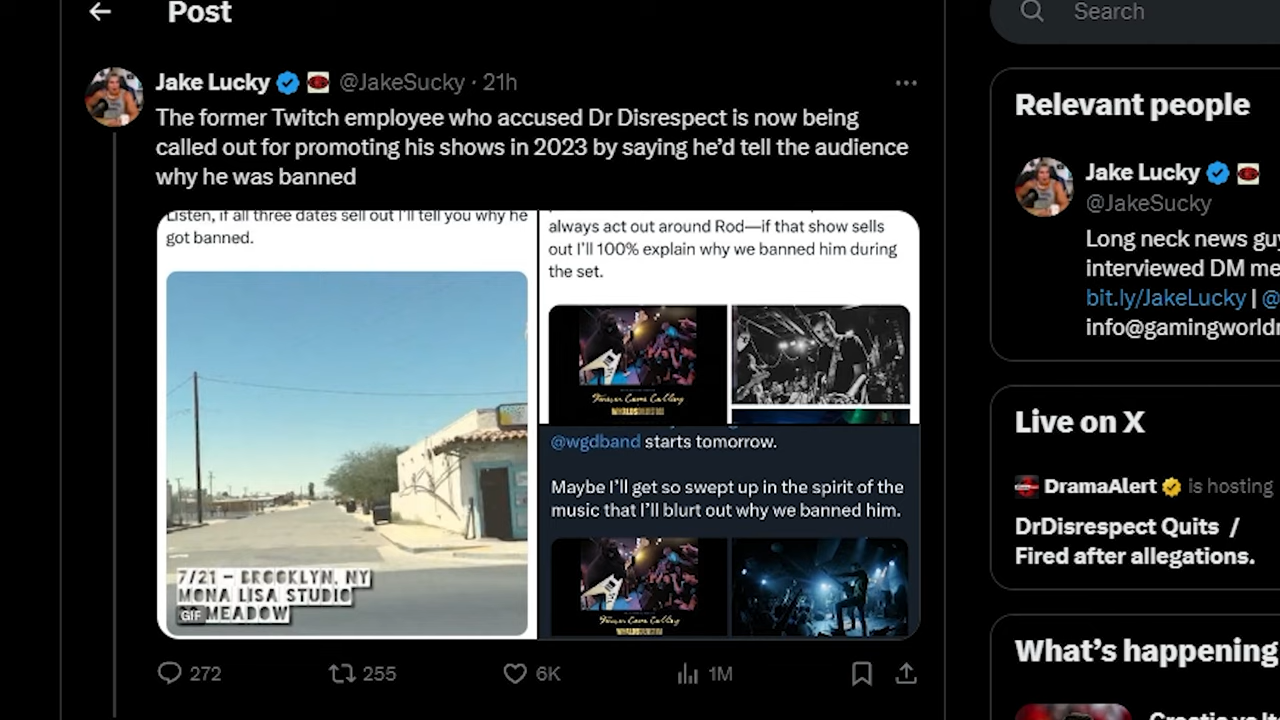 Post
Search
Jake Lucky @JakeSucky · 21h
The former Twitch employee who accused Dr Disrespect is now being
called out for promoting his shows in 2023 by saying he'd tell the audience
why he was banned
Listen, if all three dates sell out I'll tell you why he
got banned.
7/21 - BROOKLYN, NY
MONA LISA STUDIO
GIF MEADOW
always act out around Rod—if that show sells
out I'll 100% explain why we banned him during
the set.
Forever Came Calling
@wgdband starts tomorrow.
Maybe I'll get so swept up in the spirit of the
music that I'll blurt out why we banned him.
Forever Came Calling
272
255
6K
1M
Relevant people
Jake Lucky
@JakeSucky
Long neck news gu
interviewed DM me
bit.ly/JakeLucky | @
info@gamingworld
Live on X
DramaAlert is hosting
DrDisrespect Quits /
Fired after allegations.
What's happening